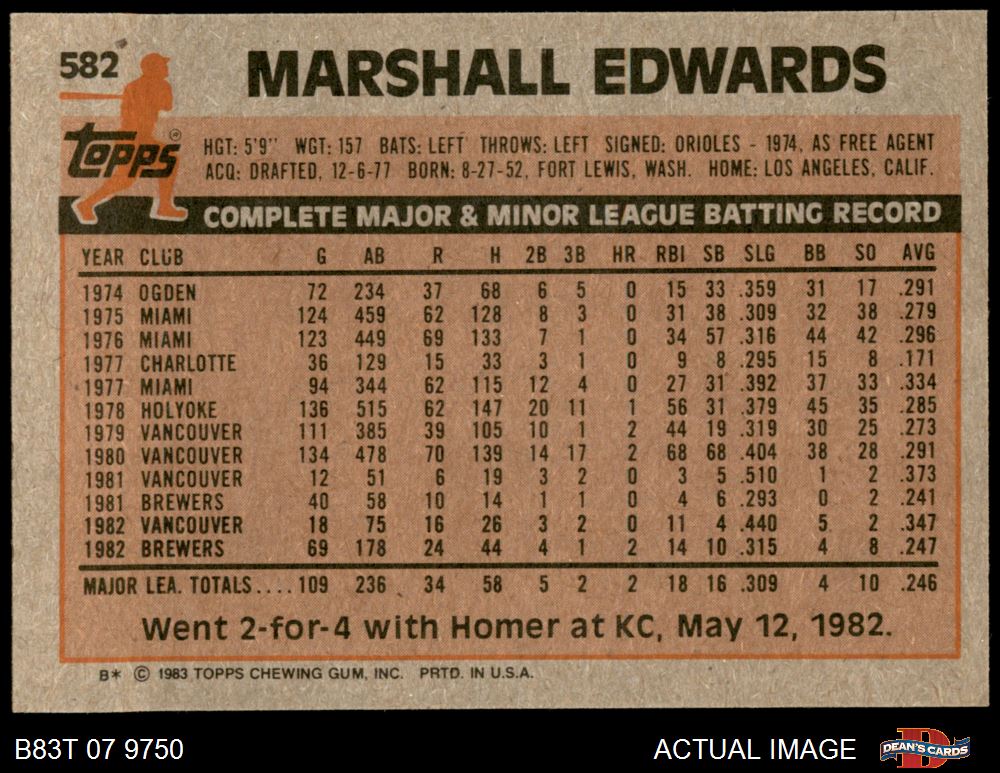 582
MARSHALL EDWARDS
Topps®
HGT: 5'9" WGT: 157 BATS: LEFT THROWS: LEFT SIGNED: ORIOLES - 1974, AS FREE AGENT
ACQ: DRAFTED, 12-6-77 BORN: 8-27-52, FORT LEWIS, WASH. HOME: LOS ANGELES, CALIF.
COMPLETE MAJOR & MINOR LEAGUE BATTING RECORD
YEAR CLUB G AB R H 2B 3B HR RBI SB SLG BB SO AVG
1974 OGDEN 72 234 37 68 6 5 0 15 33 .359 31 17 .291
1975 MIAMI 124 459 62 128 8 3 0 31 38 .309 32 38 .279
1976 MIAMI 123 449 69 133 7 1 0 34 57 .316 44 42 .296
1977 CHARLOTTE 36 129 15 33 3 1 0 9 8 .295 15 8 .171
1977 MIAMI 94 344 62 115 12 4 0 27 31 .392 37 33 .334
1978 HOLYOKE 136 515 62 147 20 11 1 56 31 .379 45 35 .285
1979 VANCOUVER 111 385 39 105 10 1 2 44 19 .319 30 25 .273
1980 VANCOUVER 134 478 70 139 14 17 2 68 68 .404 38 28 .291
1981 VANCOUVER 12 51 6 19 3 2 0 3 5 .510 1 2 .373
1981 BREWERS 40 58 10 14 1 1 0 4 6 .293 0 2 .241
1982 VANCOUVER 18 75 16 26 3 2 0 11 4 .440 5 2 .347
1982 BREWERS 69 178 24 44 4 1 2 14 10 .315 4 8 .247
MAJOR LEA. TOTALS.... 109 236 34 58 5 2 2 18 16 .309 4 10 .246
Went 2-for-4 with Homer at KC, May 12, 1982.
B* © 1983 TOPPS CHEWING GUM, INC. PRTD. IN U.S.A.
B83T 07 9750
ACTUAL IMAGE
DEAN'S CARDS